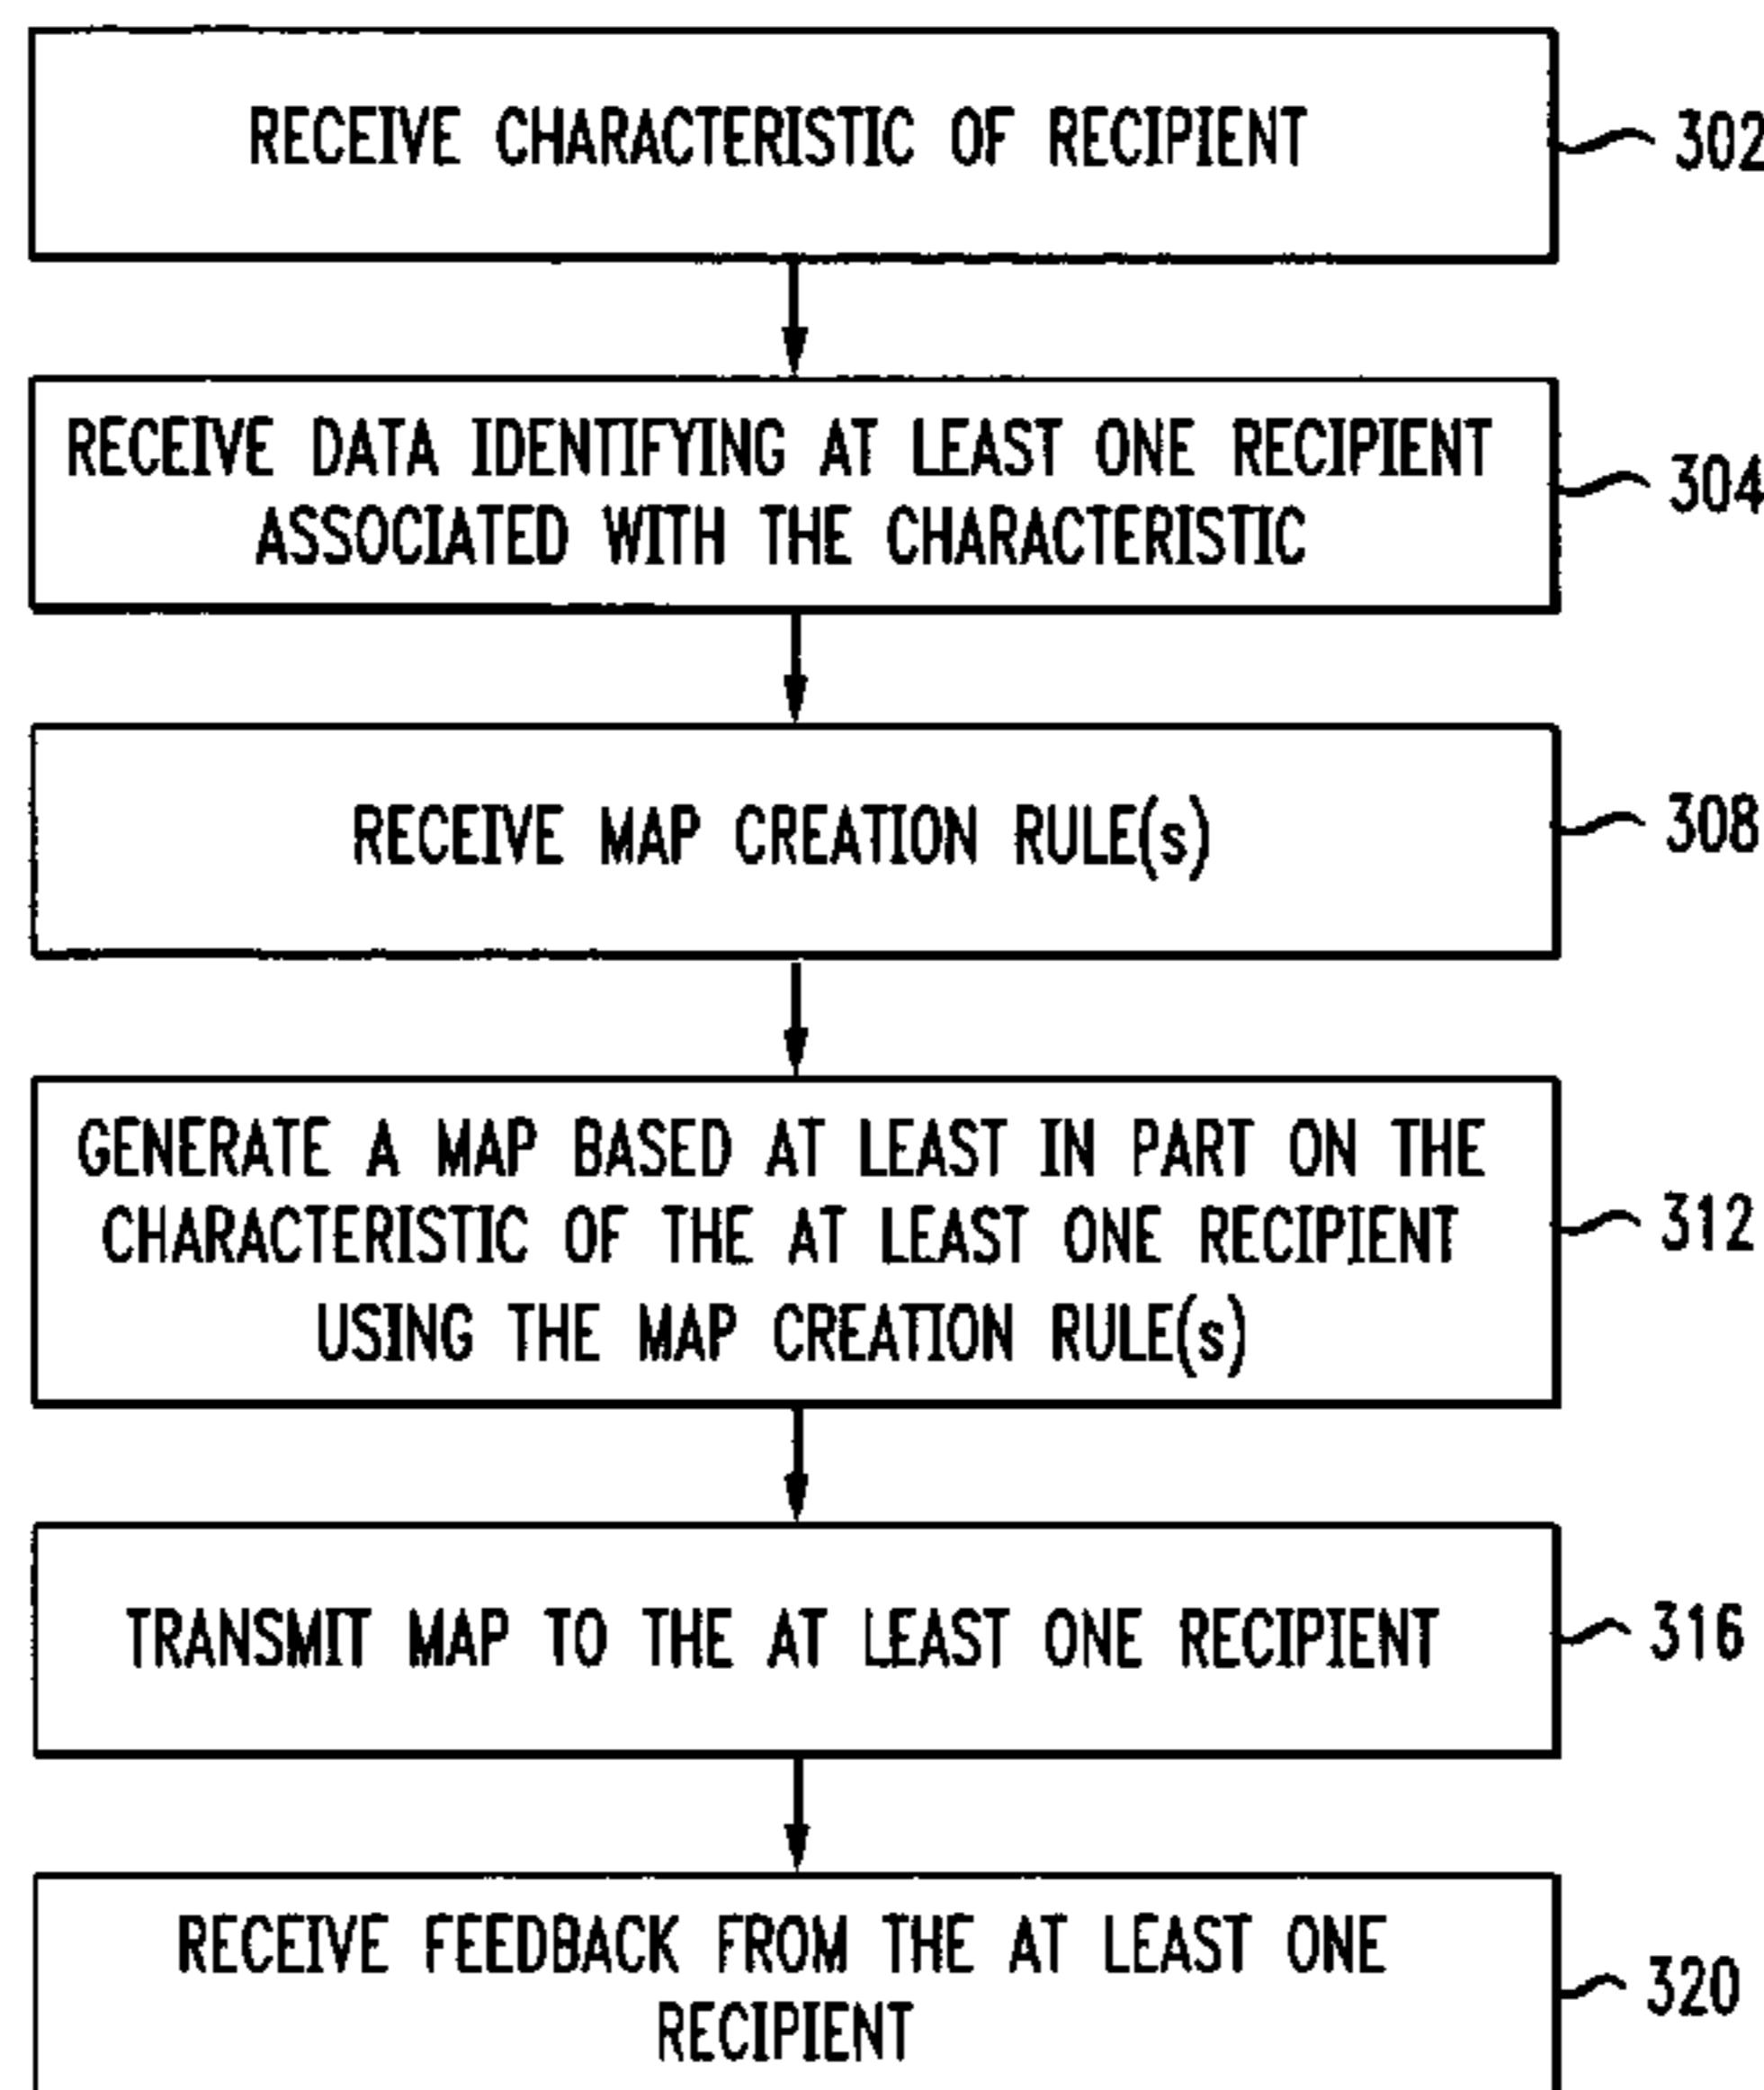 RECEIVE CHARACTERISTIC OF RECIPIENT
302
RECEIVE DATA IDENTIFYING AT LEAST ONE RECIPIENT
ASSOCIATED WITH THE CHARACTERISTIC
304
RECEIVE MAP CREATION RULE(s)
308
GENERATE A MAP BASED AT LEAST IN PART ON THE
CHARACTERISTIC OF THE AT LEAST ONE RECIPIENT
USING THE MAP CREATION RULE(s)
312
TRANSMIT MAP TO THE AT LEAST ONE RECIPIENT
316
RECEIVE FEEDBACK FROM THE AT LEAST ONE
RECIPIENT
320